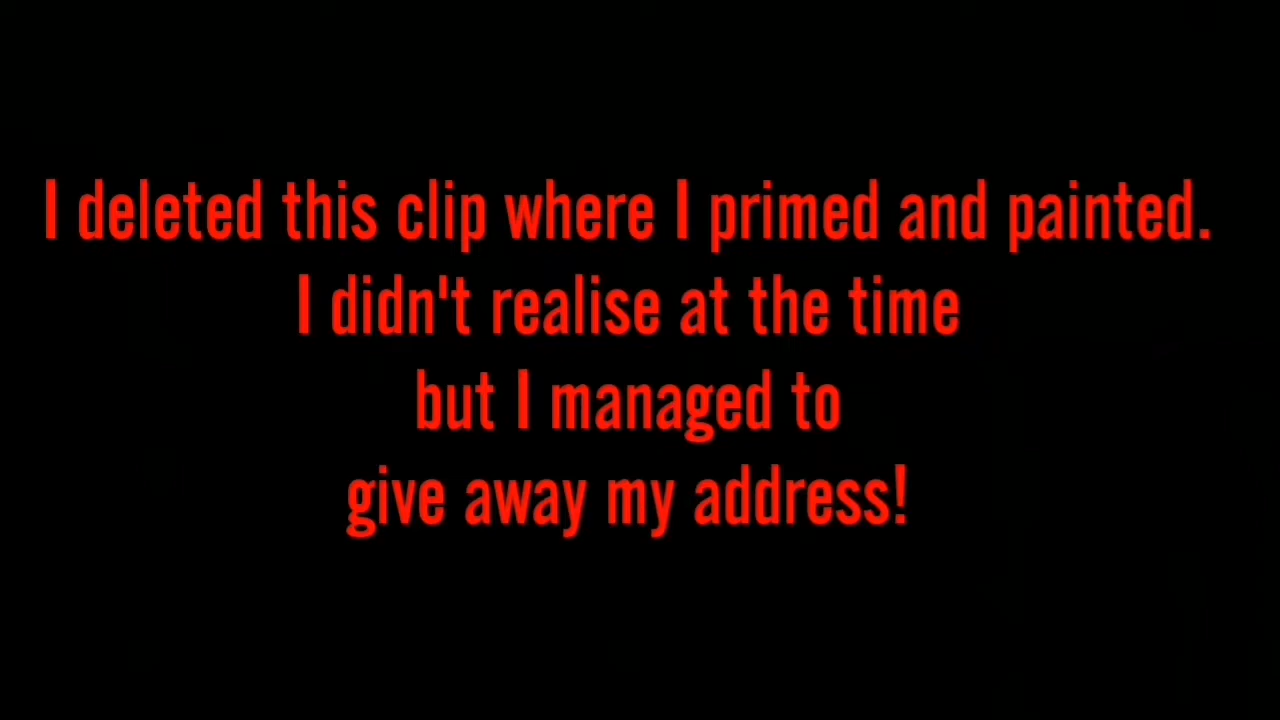 I deleted this clip where I primed and painted.
I didn't realise at the time
but I managed to
give away my address!